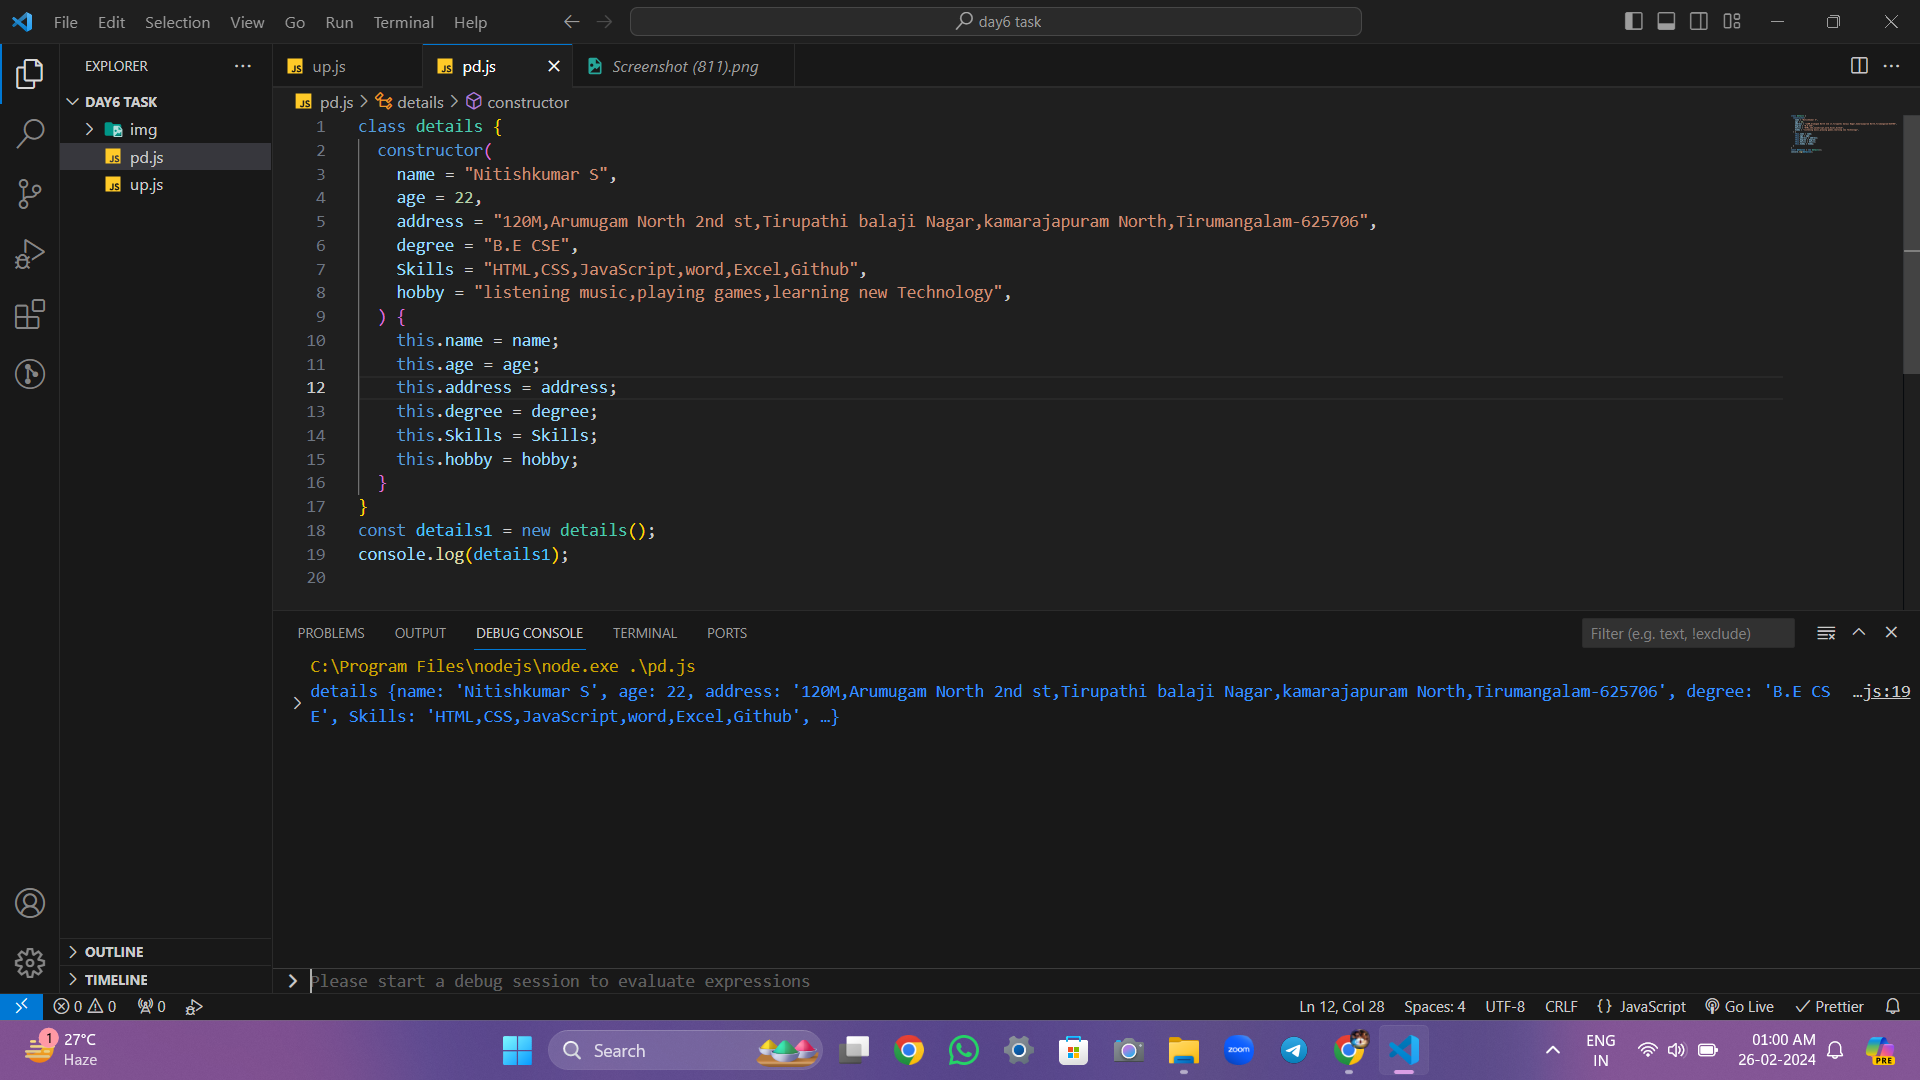 File Edit Selection View Go Run Terminal Help
day6 task
EXPLORER
up.js
pd.js
Screenshot (811).png
DAY6 TASK
img
pd.js
up.js
pd.js > details > constructor
1 class details {
2 constructor(
3 name = "Nitishkumar S",
4 age = 22,
5 address = "120M,Arumugam North 2nd st,Tirupathi balaji Nagar,kamarajapuram North,Tirumangalam-625706",
6 degree = "B.E CSE",
7 Skills = "HTML,CSS,JavaScript,word,Excel,Github",
8 hobby = "listening music,playing games,learning new Technology",
9 ) {
10 this.name = name;
11 this.age = age;
12 this.address = address;
13 this.degree = degree;
14 this.Skills = Skills;
15 this.hobby = hobby;
16 }
17 }
18 const details1 = new details();
19 console.log(details1);
20
PROBLEMS OUTPUT DEBUG CONSOLE TERMINAL PORTS
Filter (e.g. text, !exclude)
C:\Program Files\nodejs\node.exe .\pd.js
details {name: 'Nitishkumar S', age: 22, address: '120M,Arumugam North 2nd st,Tirupathi balaji Nagar,kamarajapuram North,Tirumangalam-625706', degree: 'B.E CS …js:19
E', Skills: 'HTML,CSS,JavaScript,word,Excel,Github', …}
OUTLINE
TIMELINE
Please start a debug session to evaluate expressions
0 0 0
Ln 12, Col 28 Spaces: 4 UTF-8 CRLF {} JavaScript Go Live Prettier
1
27°C
Haze
Search
zoom
ENG
IN
01:00 AM
26-02-2024
PRE